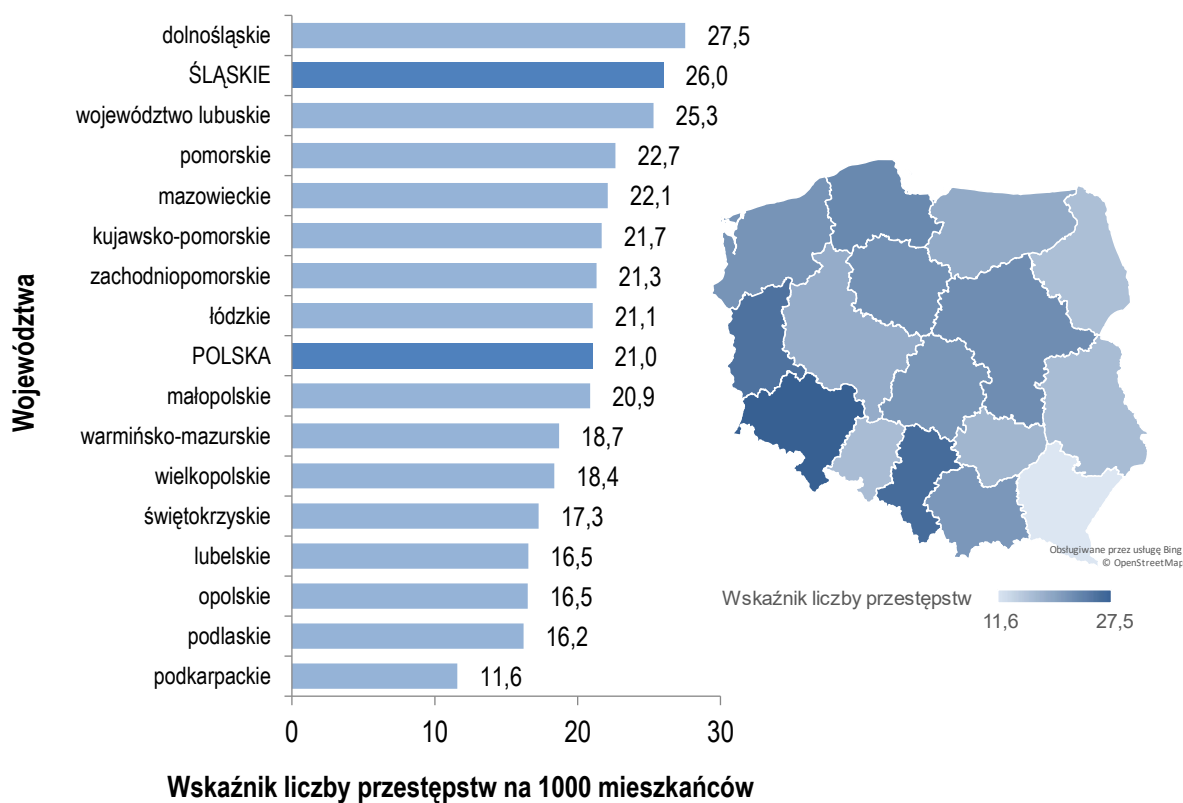 Województwa
dolnośląskie 27,5
ŚLĄSKIE 26,0
województwo lubuskie 25,3
pomorskie 22,7
mazowieckie 22,1
kujawsko-pomorskie 21,7
zachodniopomorskie 21,3
łódzkie 21,1
POLSKA 21,0
małopolskie 20,9
warmińsko-mazurskie 18,7
wielkopolskie 18,4
świętokrzyskie 17,3
lubelskie 16,5
opolskie 16,5
podlaskie 16,2
podkarpackie 11,6
0 10 20 30
Wskaźnik liczby przestępstw na 1000 mieszkańców
Obsługiwane przez usługę Bing
© OpenStreetMap
Wskaźnik liczby przestępstw
11,6 27,5